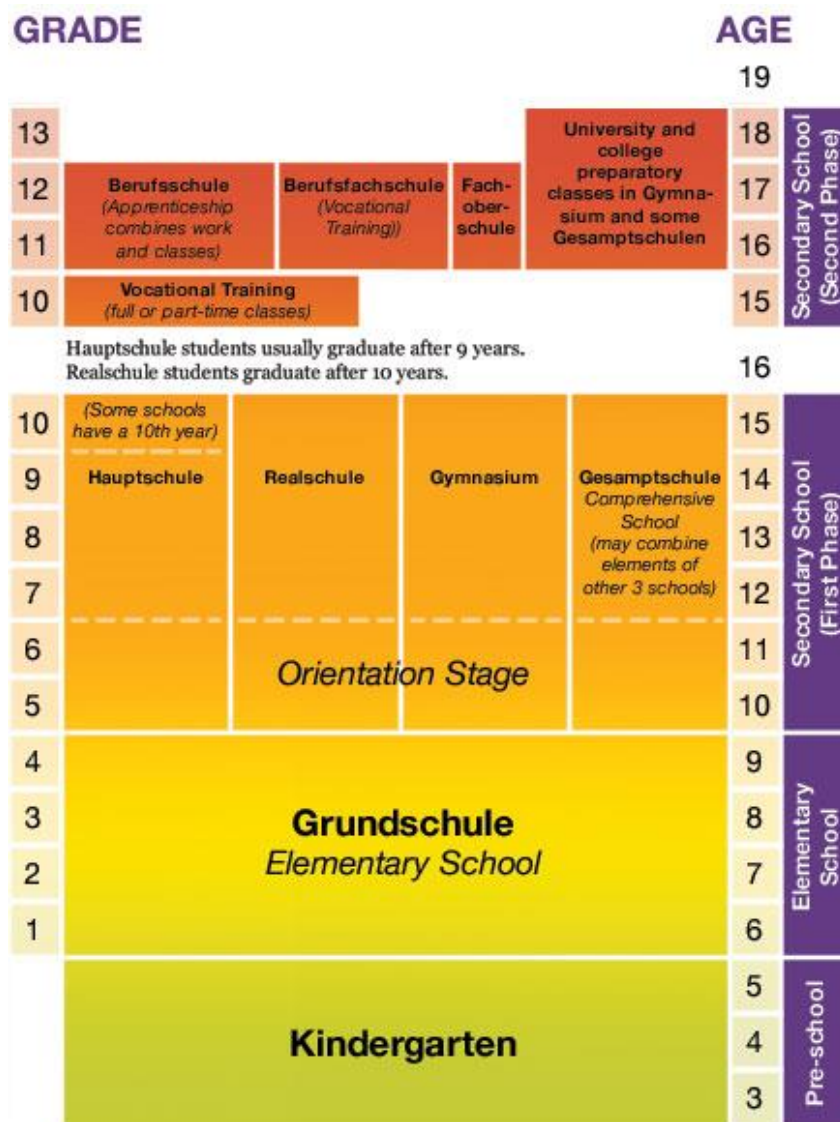 GRADE
AGE
19
13
18
University and
college
preparatory
classes in Gymna-
sium and some
Gesamptschulen
12
17
Berufsschule
(Apprenticeship
combines work
and classes)
Berufsfachschule
(Vocational
Training))
Fach-
ober-
schule
11
16
10
Vocational Training
(full or part-time classes)
15
Secondary School
(Second Phase)
Hauptschule students usually graduate after 9 years.
Realschule students graduate after 10 years.
16
10
(Some schools
have a 10th year)
15
9
Hauptschule
Realschule
Gymnasium
Gesamptschule
Comprehensive
School
(may combine
elements of
other 3 schools)
14
8
13
7
12
6
11
Orientation Stage
5
10
Secondary School
(First Phase)
4
9
3
Grundschule
Elementary School
8
2
7
1
6
Elementary
School
5
Kindergarten
4
3
Pre-school